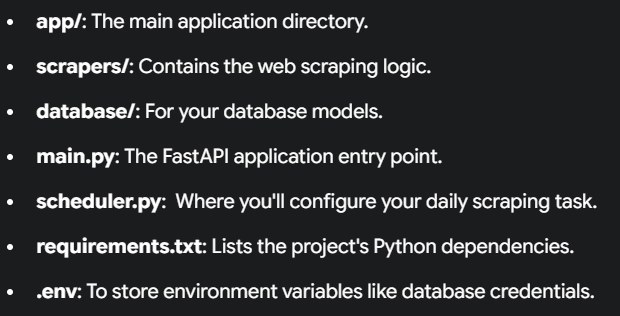 • app/: The main application directory.
• scrapers/: Contains the web scraping logic.
• database/: For your database models.
• main.py: The FastAPI application entry point.
• scheduler.py:  Where you'll configure your daily scraping task.
• requirements.txt: Lists the project's Python dependencies.
• .env: To store environment variables like database credentials.